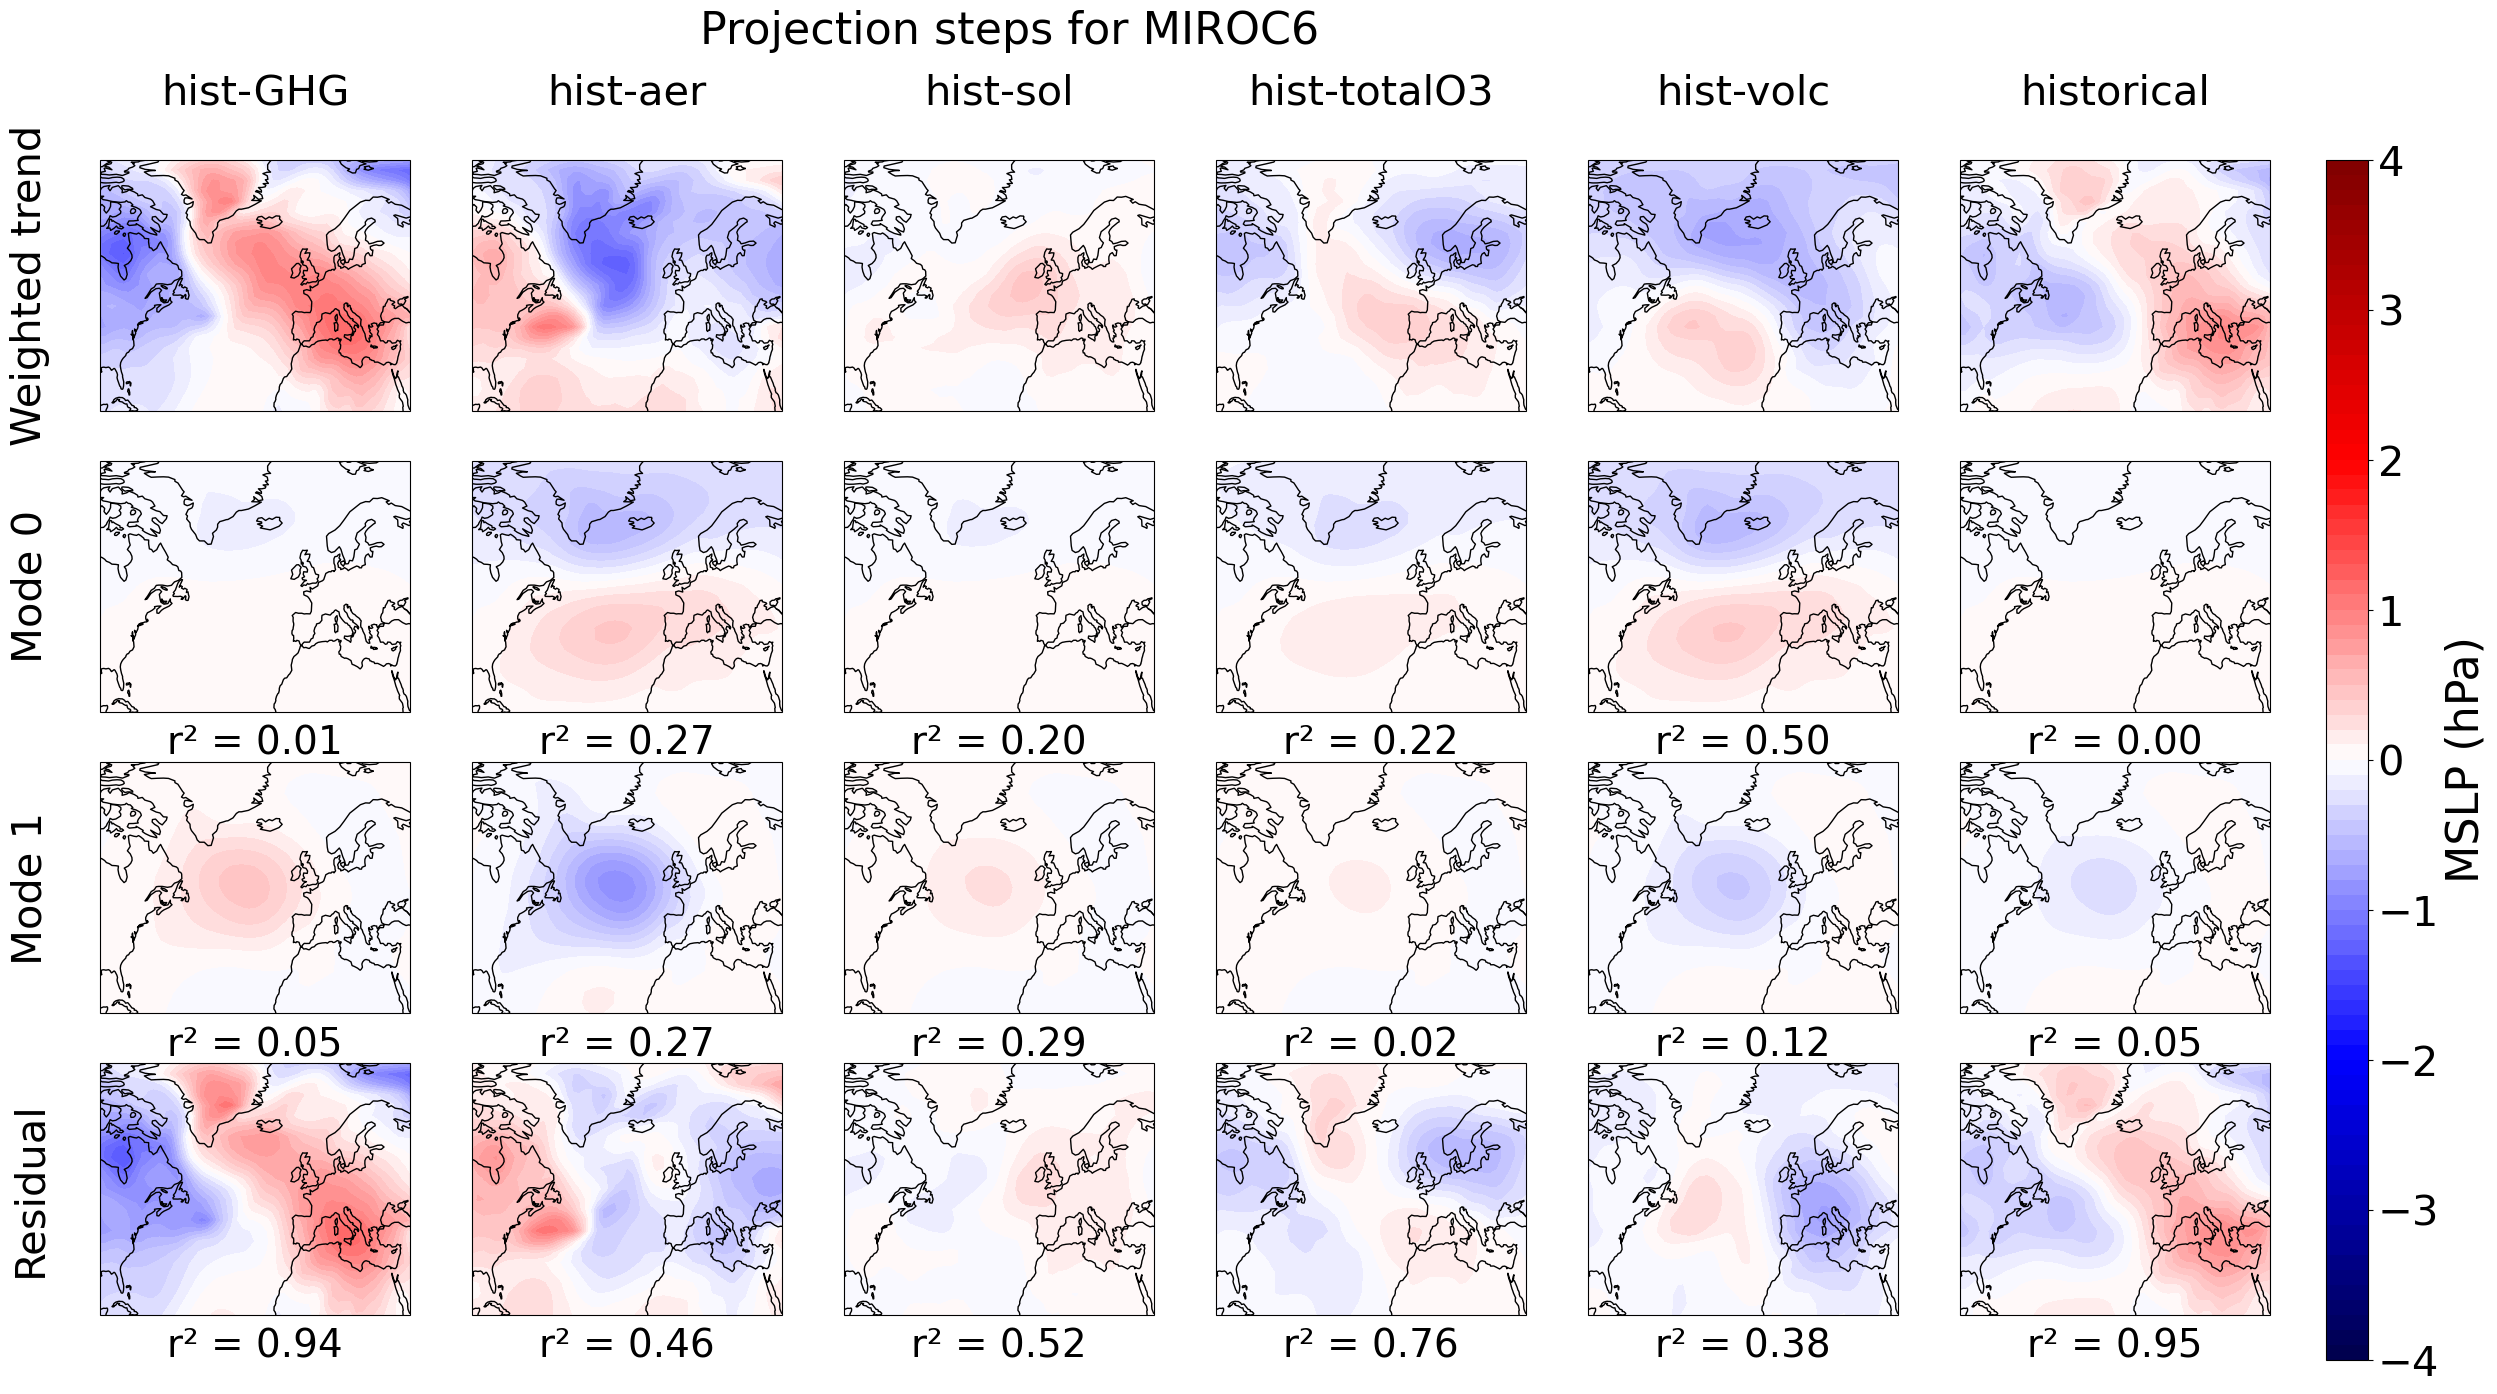 Projection steps for MIROC6
hist-GHG hist-aer hist-sol hist-totalO3 hist-volc historical
Weighted trend
Mode 0
r² = 0.01 r² = 0.27 r² = 0.20 r² = 0.22 r² = 0.50 r² = 0.00
Mode 1
r² = 0.05 r² = 0.27 r² = 0.29 r² = 0.02 r² = 0.12 r² = 0.05
Residual
r² = 0.94 r² = 0.46 r² = 0.52 r² = 0.76 r² = 0.38 r² = 0.95
4
3
2
1
0
−1
−2
−3
−4
MSLP (hPa)